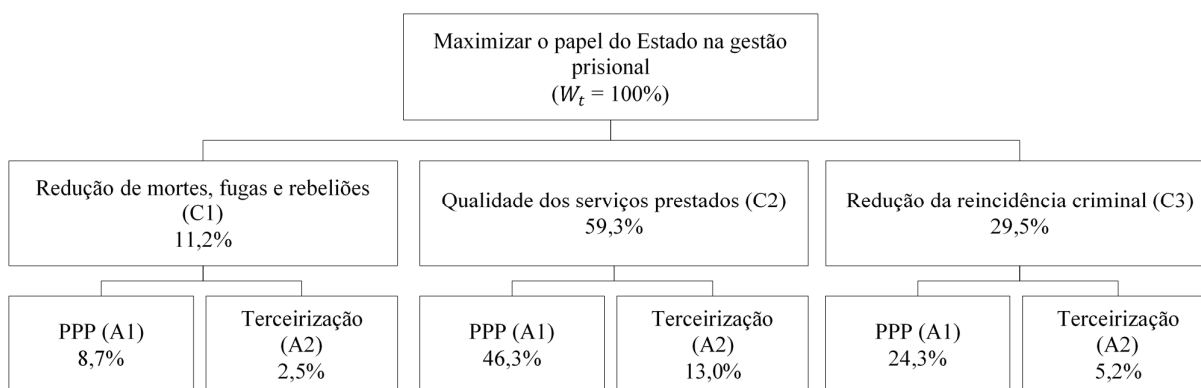 Maximizar o papel do Estado na gestão
prisional
(W_t = 100%)
Redução de mortes, fugas e rebeliões
(C1)
11,2%
Qualidade dos serviços prestados (C2)
59,3%
Redução da reincidência criminal (C3)
29,5%
PPP (A1)
8,7%
Terceirização
(A2)
2,5%
PPP (A1)
46,3%
Terceirização
(A2)
13,0%
PPP (A1)
24,3%
Terceirização
(A2)
5,2%